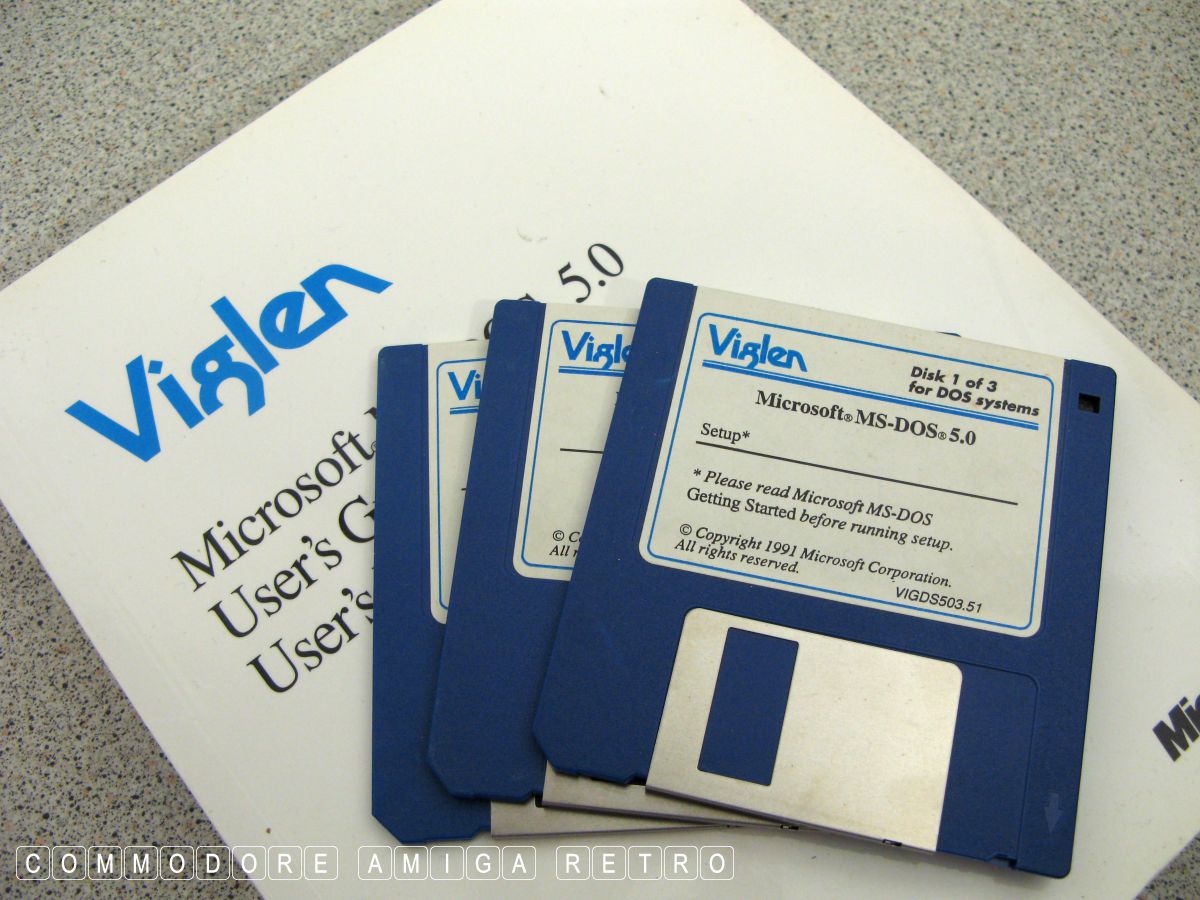 Viglen
5.0
Microsoft®
User's
User's
Viglen
Disk 1 of 3
for DOS systems
Microsoft® MS-DOS® 5.0
Setup*
* Please read Microsoft MS-DOS
Getting Started before running setup.
© Copyright 1991 Microsoft Corporation.
All rights reserved.
VIGDS503.51
©
All
COMMODORE AMIGA RETRO